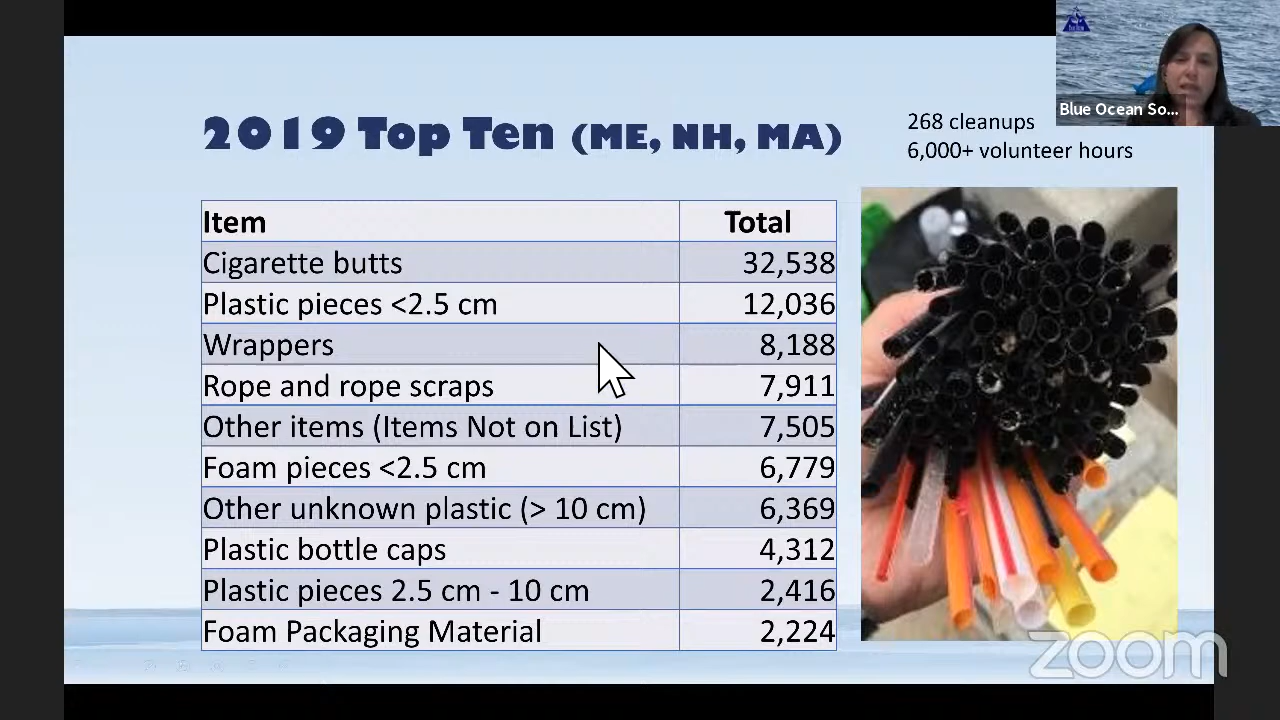 Blue Ocean So...
2019 Top Ten (ME, NH, MA)
268 cleanups
6,000+ volunteer hours
Item Total
Cigarette butts 32,538
Plastic pieces <2.5 cm 12,036
Wrappers 8,188
Rope and rope scraps 7,911
Other items (Items Not on List) 7,505
Foam pieces <2.5 cm 6,779
Other unknown plastic (> 10 cm) 6,369
Plastic bottle caps 4,312
Plastic pieces 2.5 cm - 10 cm 2,416
Foam Packaging Material 2,224
zoom